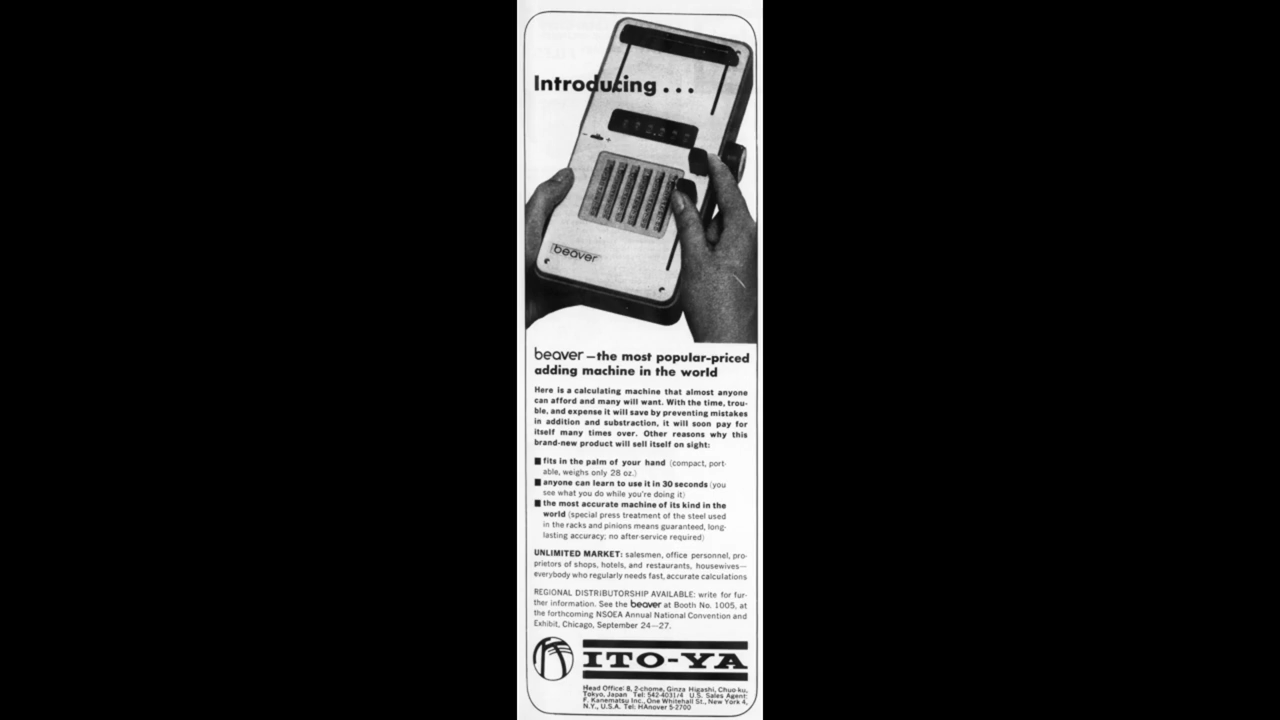 Introducing...
beaver
beaver—the most popular-priced
adding machine in the world
Here is a calculating machine that almost anyone
can afford and many will want. With the time, trou-
ble, and expense it will save by preventing mistakes
in addition and substraction, it will soon pay for
itself many times over. Other reasons why this
brand-new product will sell itself on sight:
■ fits in the palm of your hand (compact, port-
able, weighs only 28 oz.)
■ anyone can learn to use it in 30 seconds (you
see what you do while you're doing it)
■ the most accurate machine of its kind in the
world (special press treatment of the steel used
in the racks and pinions means guaranteed, long-
lasting accuracy; no after-service required)
UNLIMITED MARKET: salesmen, office personnel, pro-
prietors of shops, hotels, and restaurants, housewives—
everybody who regularly needs fast, accurate calculations
REGIONAL DISTRIBUTORSHIP AVAILABLE: write for fur-
ther information. See the beaver at Booth No. 1005, at
the forthcoming NSOEA Annual National Convention and
Exhibit, Chicago, September 24—27.
ITO-YA
Head Office: 8, 2-chome, Ginza Higashi, Chuo-ku,
Tokyo, Japan Tel: 542-4031/4 U.S. Sales Agent:
F. Kanematsu Inc., One Whitehall St., New York 4,
N.Y., U.S.A. Tel: HAnover 5-2700